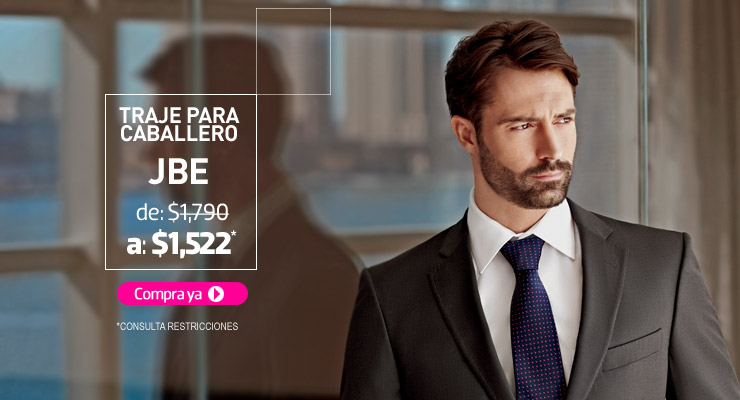 TRAJE PARA
CABALLERO
JBE
de: $1,790
a: $1,522*
Compra ya
*CONSULTA RESTRICCIONES